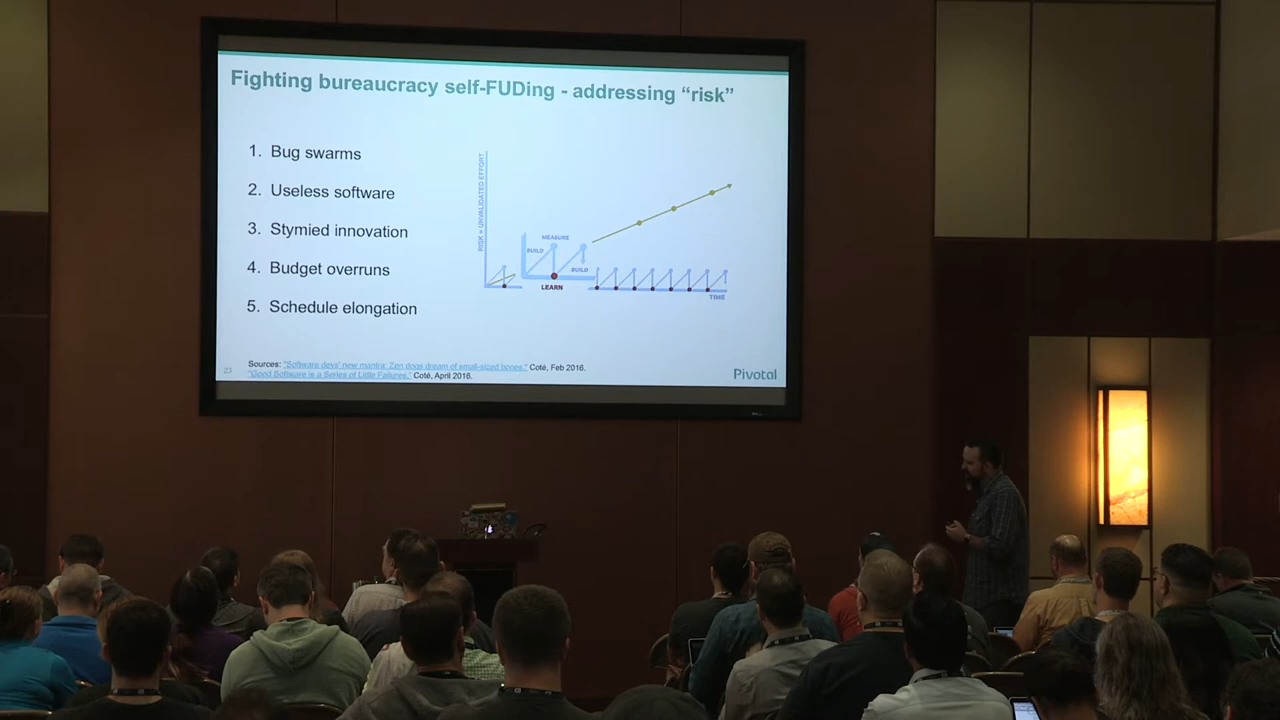 Fighting bureaucracy self-FUDing - addressing “risk”
1. Bug swarms
2. Useless software
3. Stymied innovation
4. Budget overruns
5. Schedule elongation
RISK = UNVALIDATED EFFORT
MEASURE
BUILD
BUILD
LEARN
TIME
Sources: "Software devs' new mantra: Zen dogs dream of small-sized bones," Coté, Feb 2016.
"Good Software is a Series of Little Failures," Coté, April 2016.
23
Pivotal